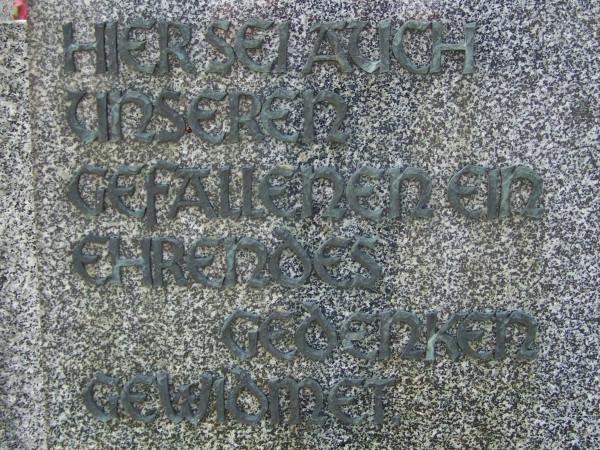 HIER SEI AUCH
UNSEREN
GEFALLENEN EIN
EHRENDES
GEDENKEN
GEWIDMET.